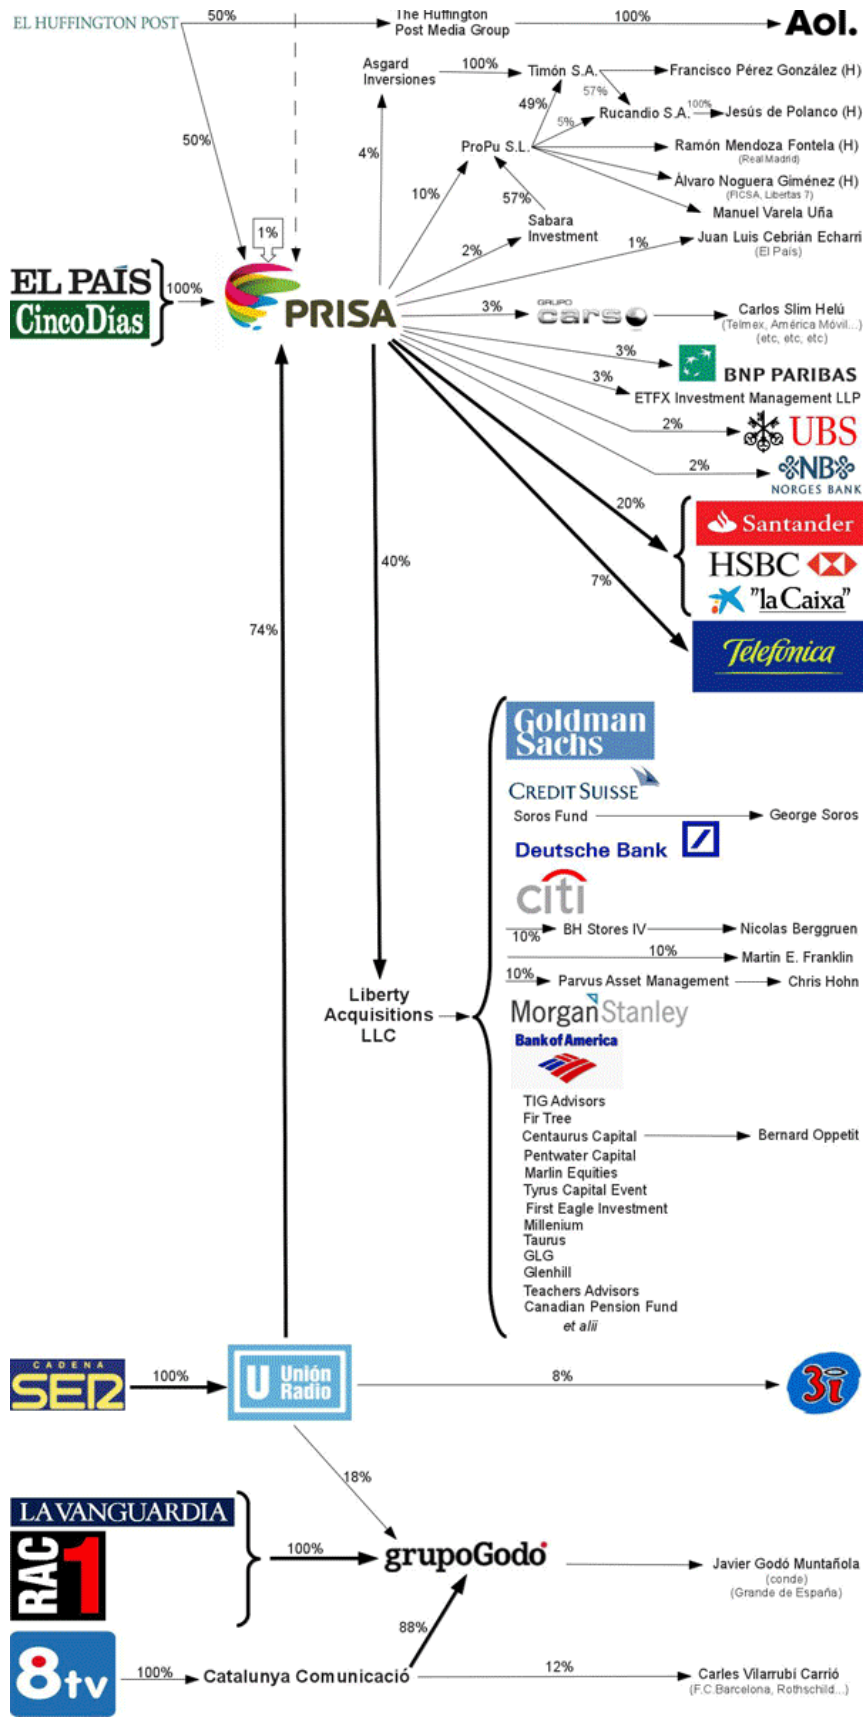 EL HUFFINGTON POST
50%
The Huffington
Post Media Group
100%
Aol.
Asgard
Inversiones
100%
Timón S.A.
Francisco Pérez González (H)
57%
49%
Rucandio S.A.
100%
Jesús de Polanco (H)
5%
50%
4%
ProPu S.L.
Ramón Mendoza Fontela (H)
(Real Madrid)
Álvaro Noguera Giménez (H)
(FICSA, Libertas 7)
10%
57%
Manuel Varela Uña
Sabara
Investment
1%
2%
1%
Juan Luis Cebrián Echarri
(El País)
EL PAÍS
CincoDías
100%
PRISA
3%
GRUPO
carso
Carlos Slim Helú
(Telmex, América Móvil...)
(etc, etc, etc)
3%
BNP PARIBAS
3%
ETFX Investment Management LLP
2%
UBS
2%
NB
NORGES BANK
20%
Santander
HSBC
"la Caixa"
40%
7%
74%
Telefónica
Goldman
Sachs
CREDIT SUISSE
Soros Fund
George Soros
Deutsche Bank
citi
10%
BH Stores IV
Nicolas Berggruen
10%
Martin E. Franklin
10%
Parvus Asset Management
Chris Hohn
Liberty
Acquisitions
LLC
Morgan Stanley
Bank of America
TIG Advisors
Fir Tree
Centaurus Capital
Bernard Oppetit
Pentwater Capital
Marlin Equities
Tyrus Capital Event
First Eagle Investment
Millenium
Taurus
GLG
Glenhill
Teachers Advisors
Canadian Pension Fund
et alii
CADENA
SER
100%
U Unión
Radio
8%
3i
18%
LA VANGUARDIA
RAC
1
100%
grupoGodó
Javier Godó Muntañola
(conde)
(Grande de España)
88%
8tv
100%
Catalunya Comunicació
12%
Carles Vilarrubí Carrió
(F.C.Barcelona, Rothschild...)